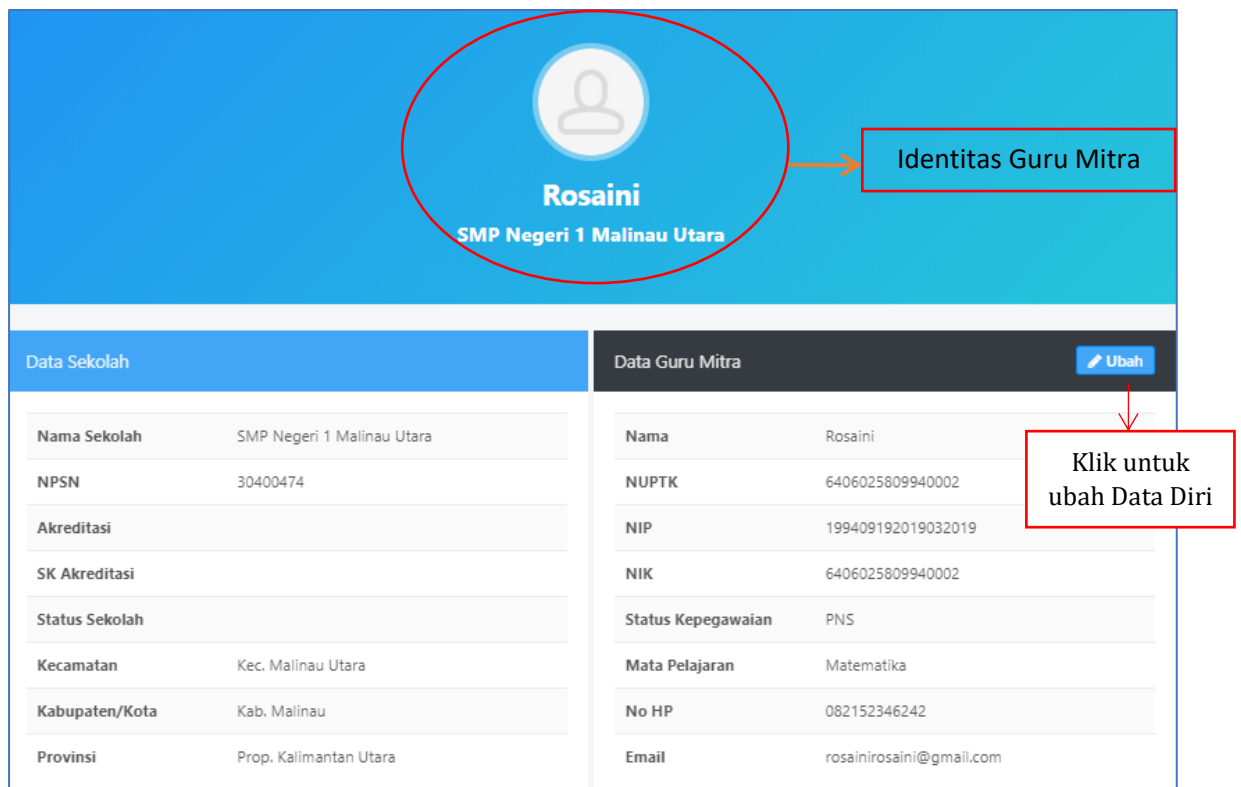 Rosaini
SMP Negeri 1 Malinau Utara
Identitas Guru Mitra
Data Sekolah
Nama Sekolah SMP Negeri 1 Malinau Utara
NPSN 30400474
Akreditasi
SK Akreditasi
Status Sekolah
Kecamatan Kec. Malinau Utara
Kabupaten/Kota Kab. Malinau
Provinsi Prop. Kalimantan Utara
Data Guru Mitra
Ubah
Klik untuk
ubah Data Diri
Nama Rosaini
NUPTK 6406025809940002
NIP 199409192019032019
NIK 6406025809940002
Status Kepegawaian PNS
Mata Pelajaran Matematika
No HP 082152346242
Email rosainirosaini@gmail.com